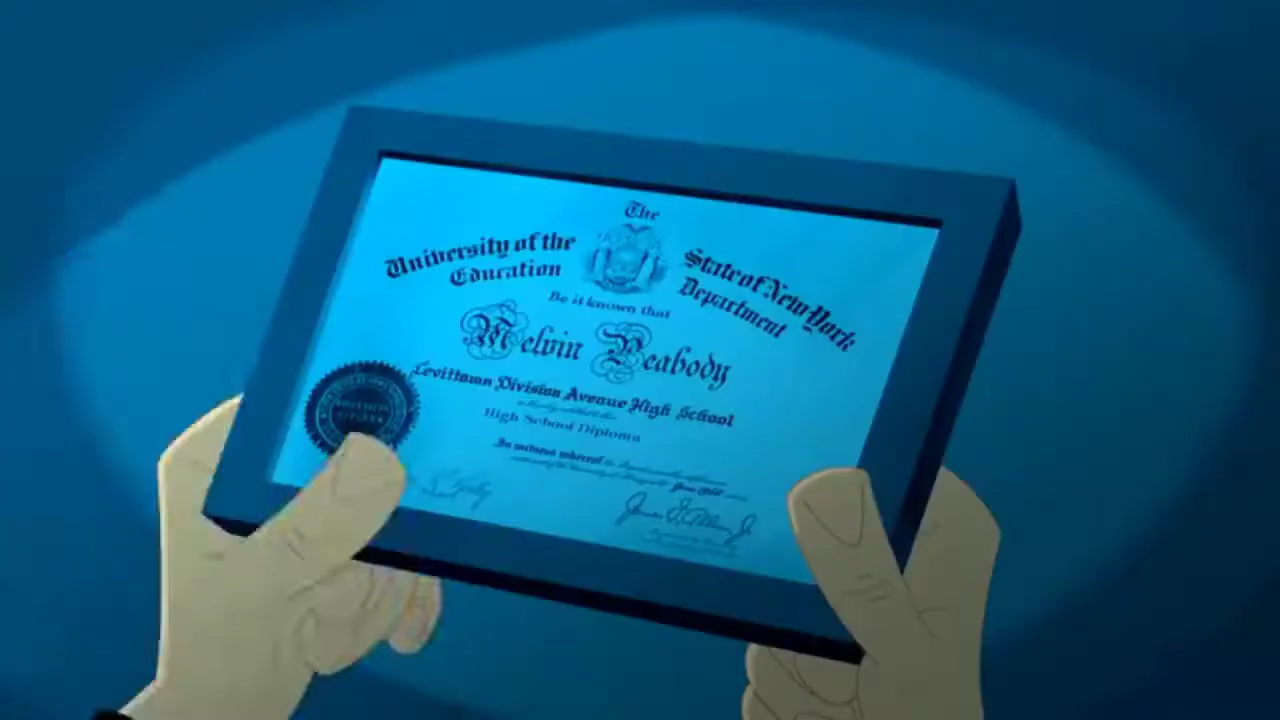 The
University of the
State of New York
Education
Department
Be it known that
Melvin Peabody
Levittown Division Avenue High School
High School Diploma
In witness whereof